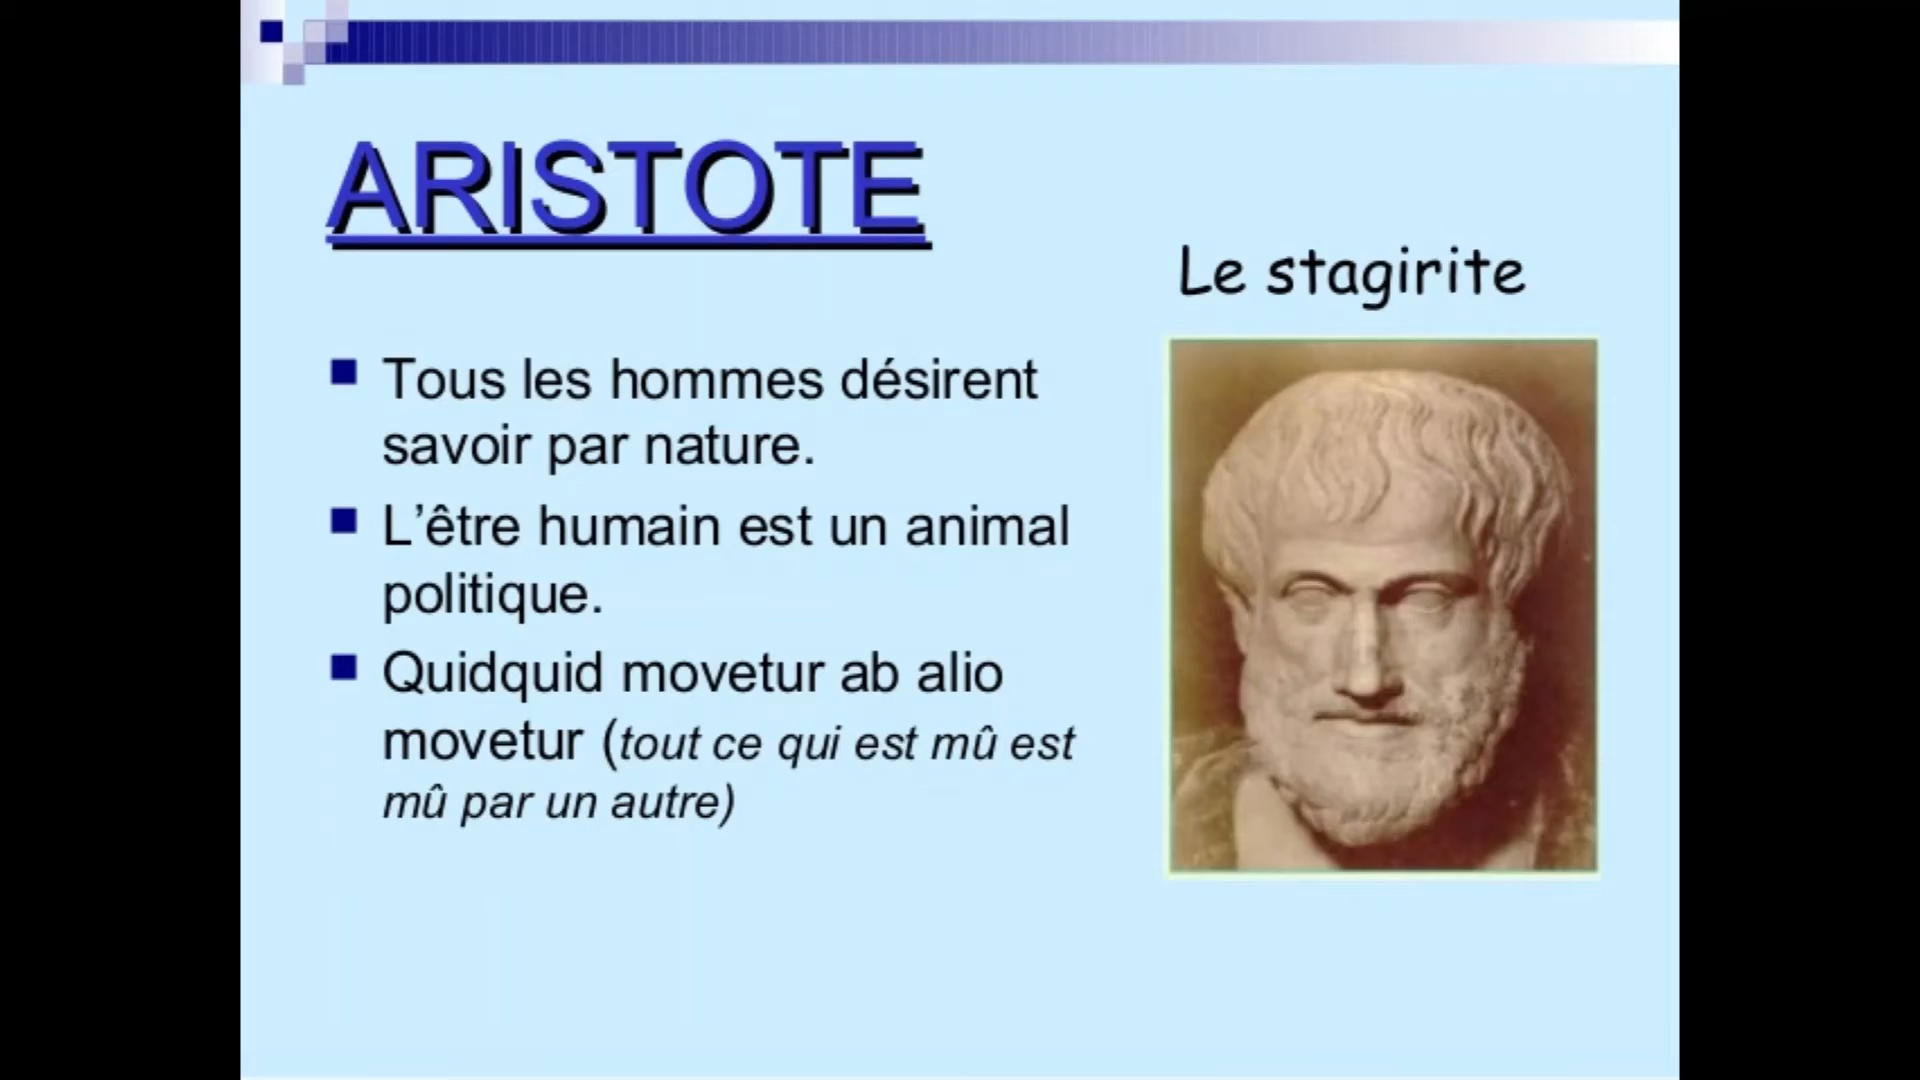 ARISTOTE
Le stagirite
Tous les hommes désirent
savoir par nature.
L’être humain est un animal
politique.
Quidquid movetur ab alio
movetur (tout ce qui est mû est
mû par un autre)